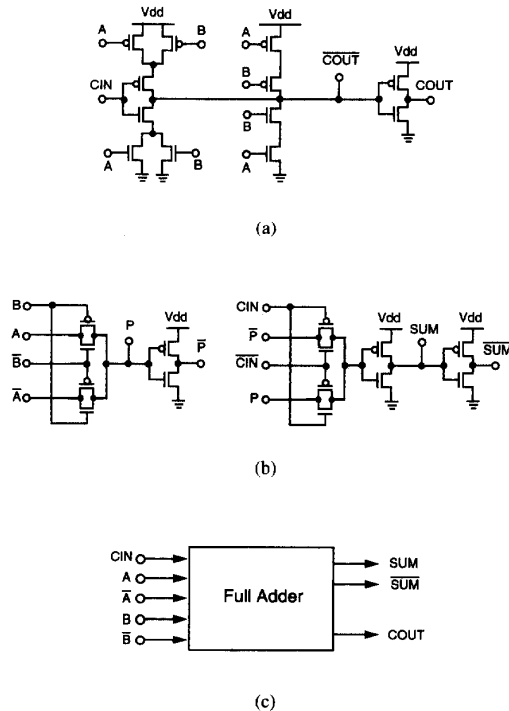 A Vdd B A Vdd
COUT̅ Vdd
B
CIN COUT
B
A B A
(a)
B CIN
Vdd Vdd Vdd
A P P̅ SUM
B̅ P̅ CIN̅ SUM̅
A̅ P
(b)
CIN SUM
A SUM̅
A̅ Full Adder
B COUT
B̅
(c)